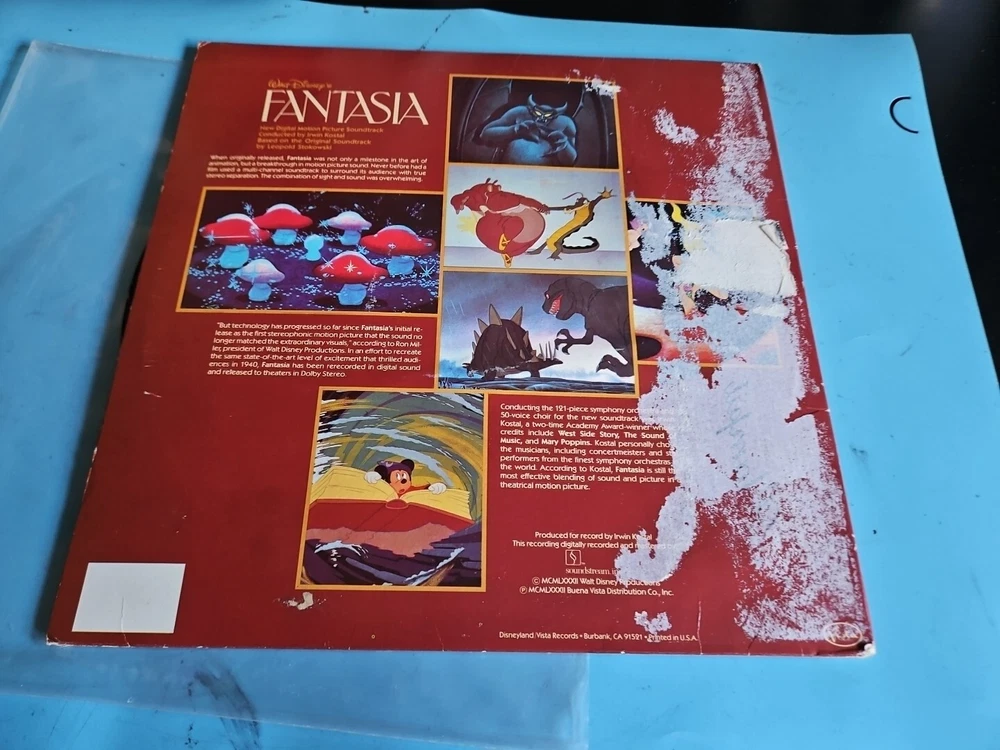 Walt Disney's
FANTASIA
New Digital Motion Picture Soundtrack
Conducted by Irwin Kostal
Based on the Original Soundtrack
by Leopold Stokowski
"When originally released, Fantasia was not only a milestone in the art of
animation, but a breakthrough in motion picture sound. Never before had a
film used a multi-channel soundtrack to surround its audience with true
stereo separation. The combination of sight and sound was overwhelming.
"But technology has progressed so far since Fantasia's initial re-
lease as the first stereophonic motion picture that the sound no
longer matched the extraordinary visuals," according to Ron Mil-
ler, president of Walt Disney Productions. In an effort to recreate
the same state-of-the-art level of excitement that thrilled audi-
ences in 1940, Fantasia has been rerecorded in digital sound
and released to theaters in Dolby Stereo.
Conducting the 121-piece symphony
50-voice choir for the new soundtrack
Kostal, a two-time Academy Award-winner
credits include West Side Story, The Sound
Music, and Mary Poppins. Kostal personally
the musicians, including concertmeisters and
performers from the finest symphony orchestras
the world. According to Kostal, Fantasia is still
most effective blending of sound and picture in
theatrical motion picture.
Produced for record by Irwin Kostal
This recording digitally recorded and
S
soundstream,
© MCMLXXXII Walt Disney Productions
℗ MCMLXXXII Buena Vista Distribution Co., Inc.
Disneyland/Vista Records • Burbank, CA 91521 • Printed in U.S.A.